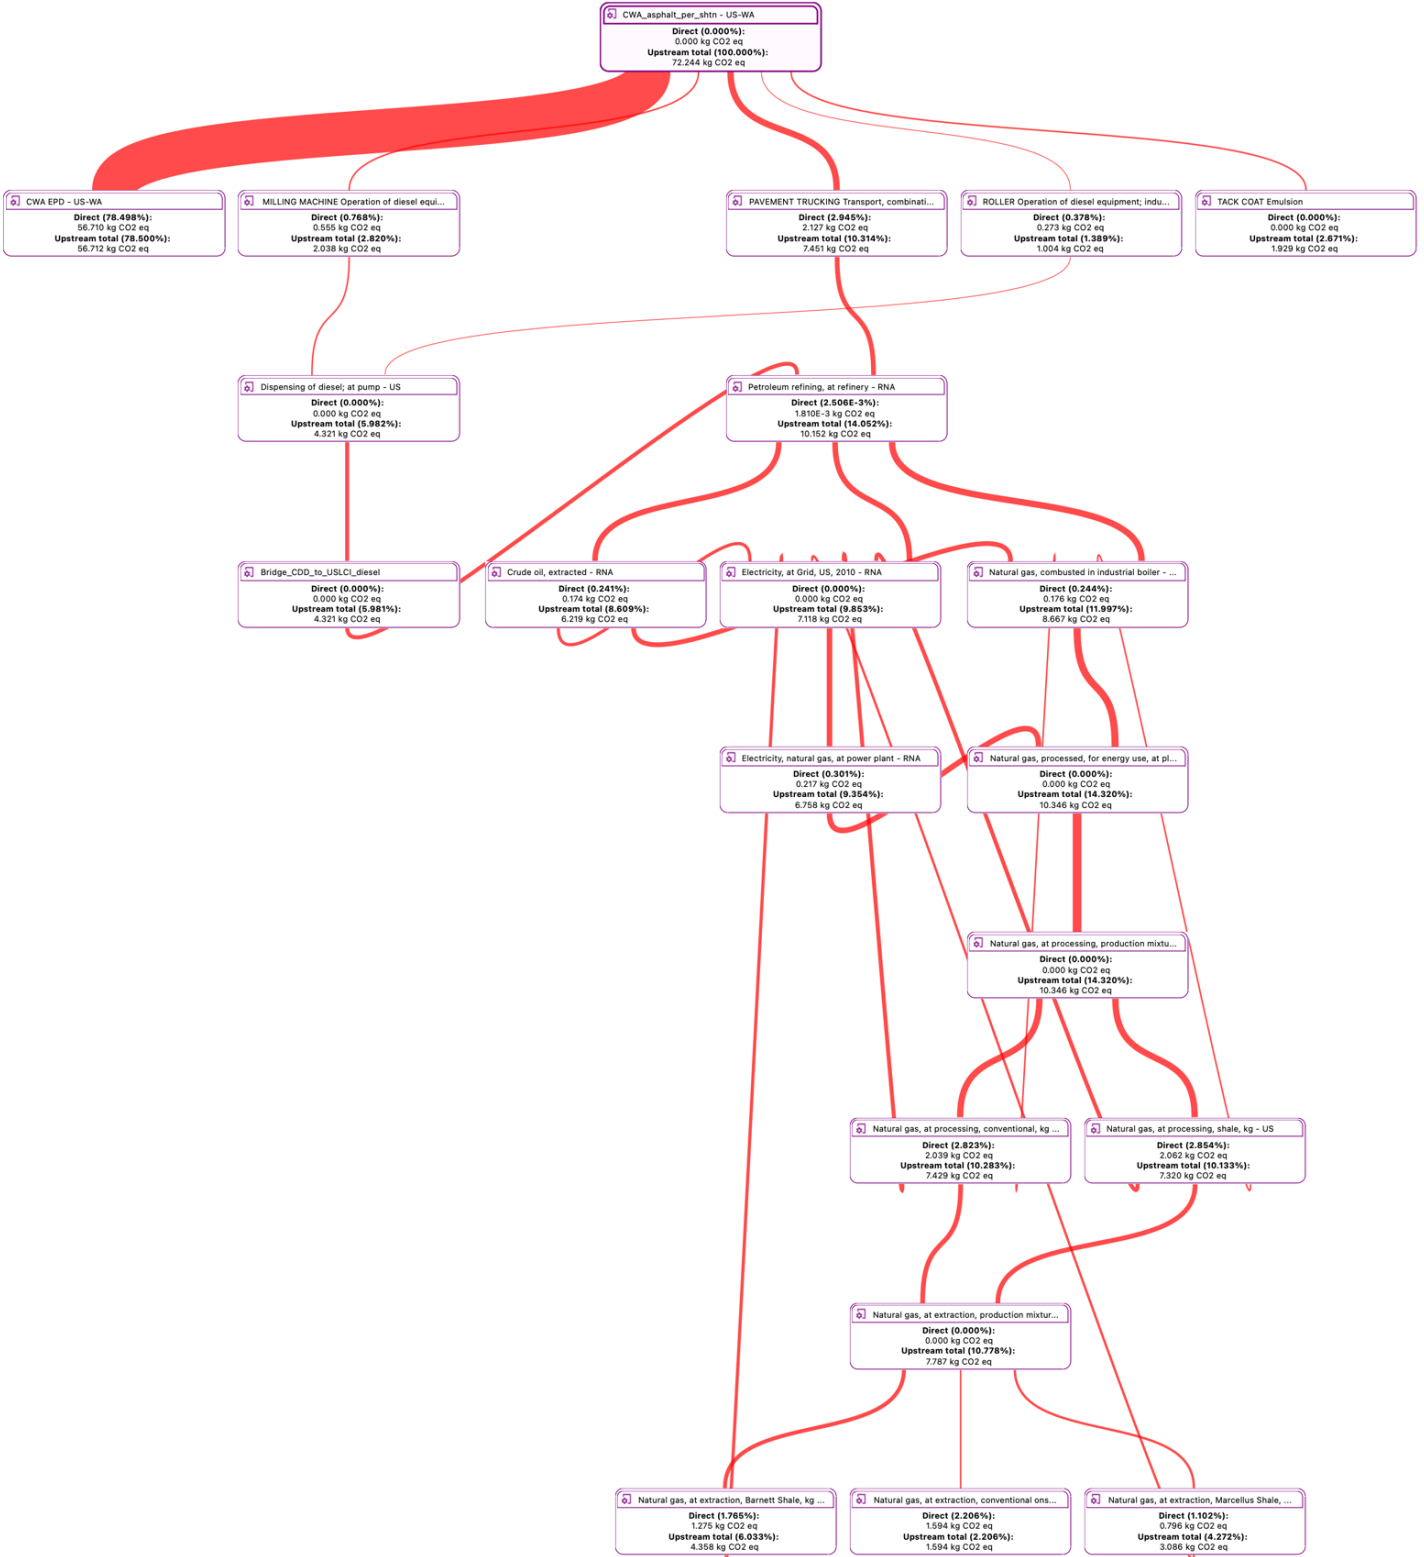 CWA_asphalt_per_shtn - US-WA
Direct (0.000%):
0.000 kg CO2 eq
Upstream total (100.000%):
72.244 kg CO2 eq
CWA EPD - US-WA
Direct (78.498%):
56.710 kg CO2 eq
Upstream total (78.500%):
56.712 kg CO2 eq
MILLING MACHINE Operation of diesel equi...
Direct (0.768%):
0.555 kg CO2 eq
Upstream total (2.820%):
2.038 kg CO2 eq
PAVEMENT TRUCKING Transport, combinati...
Direct (2.945%):
2.127 kg CO2 eq
Upstream total (10.314%):
7.451 kg CO2 eq
ROLLER Operation of diesel equipment; indu...
Direct (0.378%):
0.273 kg CO2 eq
Upstream total (1.389%):
1.004 kg CO2 eq
TACK COAT Emulsion
Direct (0.000%):
0.000 kg CO2 eq
Upstream total (2.671%):
1.929 kg CO2 eq
Dispensing of diesel; at pump - US
Direct (0.000%):
0.000 kg CO2 eq
Upstream total (5.982%):
4.321 kg CO2 eq
Petroleum refining, at refinery - RNA
Direct (2.506E-3%):
1.810E-3 kg CO2 eq
Upstream total (14.052%):
10.152 kg CO2 eq
Bridge_CDD_to_USLCI_diesel
Direct (0.000%):
0.000 kg CO2 eq
Upstream total (5.981%):
4.321 kg CO2 eq
Crude oil, extracted - RNA
Direct (0.241%):
0.174 kg CO2 eq
Upstream total (8.609%):
6.219 kg CO2 eq
Electricity, at Grid, US, 2010 - RNA
Direct (0.000%):
0.000 kg CO2 eq
Upstream total (9.853%):
7.118 kg CO2 eq
Natural gas, combusted in industrial boiler - ...
Direct (0.244%):
0.176 kg CO2 eq
Upstream total (11.997%):
8.667 kg CO2 eq
Electricity, natural gas, at power plant - RNA
Direct (0.301%):
0.217 kg CO2 eq
Upstream total (9.354%):
6.758 kg CO2 eq
Natural gas, processed, for energy use, at pl...
Direct (0.000%):
0.000 kg CO2 eq
Upstream total (14.320%):
10.346 kg CO2 eq
Natural gas, at processing, production mixtu...
Direct (0.000%):
0.000 kg CO2 eq
Upstream total (14.320%):
10.346 kg CO2 eq
Natural gas, at processing, conventional, kg ...
Direct (2.823%):
2.039 kg CO2 eq
Upstream total (10.283%):
7.429 kg CO2 eq
Natural gas, at processing, shale, kg - US
Direct (2.854%):
2.062 kg CO2 eq
Upstream total (10.133%):
7.320 kg CO2 eq
Natural gas, at extraction, production mixtur...
Direct (0.000%):
0.000 kg CO2 eq
Upstream total (10.778%):
7.787 kg CO2 eq
Natural gas, at extraction, Barnett Shale, kg ...
Direct (1.765%):
1.275 kg CO2 eq
Upstream total (6.033%):
4.358 kg CO2 eq
Natural gas, at extraction, conventional ons...
Direct (2.206%):
1.594 kg CO2 eq
Upstream total (2.206%):
1.594 kg CO2 eq
Natural gas, at extraction, Marcellus Shale, ...
Direct (1.102%):
0.796 kg CO2 eq
Upstream total (4.272%):
3.086 kg CO2 eq